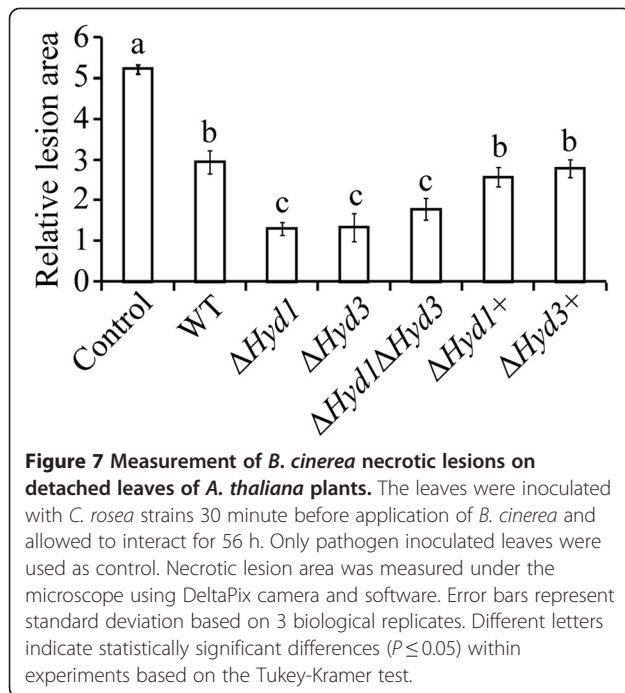 6
5
4
3
2
1
0
Relative lesion area
a
b
c
c
c
b
b
Control
WT
ΔHyd1
ΔHyd3
ΔHyd1ΔHyd3
ΔHyd1+
ΔHyd3+
Figure 7 Measurement of B. cinerea necrotic lesions on
detached leaves of A. thaliana plants. The leaves were inoculated
with C. rosea strains 30 minute before application of B. cinerea and
allowed to interact for 56 h. Only pathogen inoculated leaves were
used as control. Necrotic lesion area was measured under the
microscope using DeltaPix camera and software. Error bars represent
standard deviation based on 3 biological replicates. Different letters
indicate statistically significant differences (P ≤ 0.05) within
experiments based on the Tukey-Kramer test.